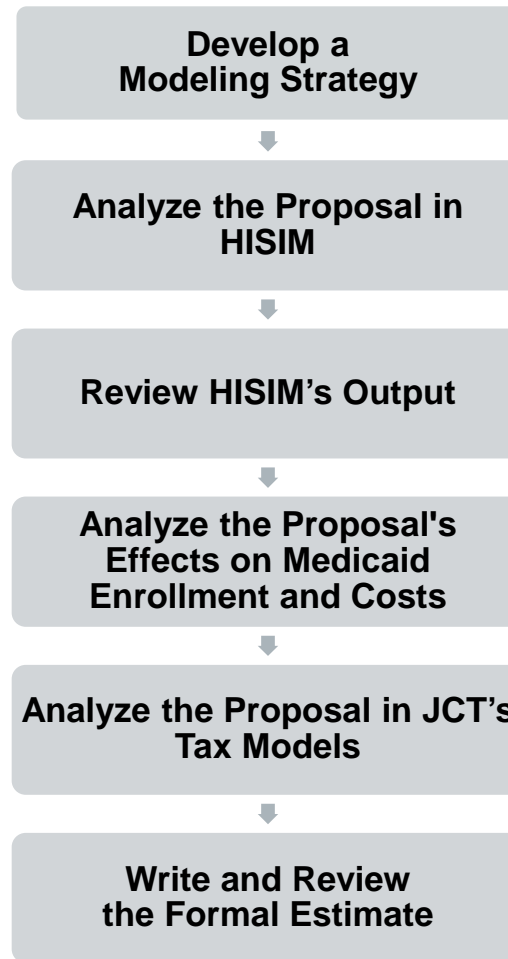 Develop a
Modeling Strategy
Analyze the Proposal in
HISIM
Review HISIM’s Output
Analyze the Proposal's
Effects on Medicaid
Enrollment and Costs
Analyze the Proposal in JCT’s
Tax Models
Write and Review
the Formal Estimate